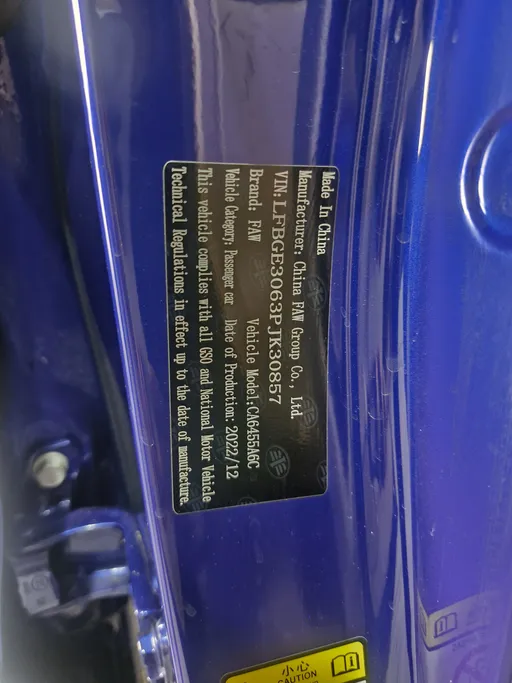 Made In China
Manufacturer: China FAW Group Co., Ltd.
VIN:LFBGE3063PJK30857
Brand: FAW Vehicle Model:CA6455A6C
Vehicle Category: Passenger car Date of Production: 2022/12
This vehicle complies with all GSO and National Motor Vehicle
Technical Regulations in effect up to the date of manufacture.
小心
CAUTION